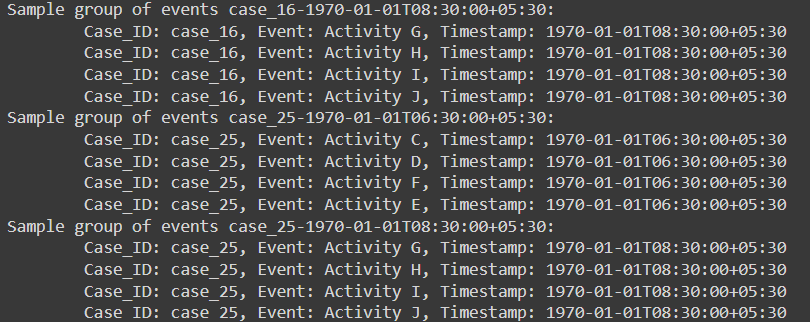 Sample group of events case_16-1970-01-01T08:30:00+05:30:
Case_ID: case_16, Event: Activity G, Timestamp: 1970-01-01T08:30:00+05:30
Case_ID: case_16, Event: Activity H, Timestamp: 1970-01-01T08:30:00+05:30
Case_ID: case_16, Event: Activity I, Timestamp: 1970-01-01T08:30:00+05:30
Case_ID: case_16, Event: Activity J, Timestamp: 1970-01-01T08:30:00+05:30
Sample group of events case_25-1970-01-01T06:30:00+05:30:
Case_ID: case_25, Event: Activity C, Timestamp: 1970-01-01T06:30:00+05:30
Case_ID: case_25, Event: Activity D, Timestamp: 1970-01-01T06:30:00+05:30
Case_ID: case_25, Event: Activity F, Timestamp: 1970-01-01T06:30:00+05:30
Case_ID: case_25, Event: Activity E, Timestamp: 1970-01-01T06:30:00+05:30
Sample group of events case_25-1970-01-01T08:30:00+05:30:
Case_ID: case_25, Event: Activity G, Timestamp: 1970-01-01T08:30:00+05:30
Case_ID: case_25, Event: Activity H, Timestamp: 1970-01-01T08:30:00+05:30
Case_ID: case_25, Event: Activity I, Timestamp: 1970-01-01T08:30:00+05:30
Case_ID: case_25, Event: Activity J, Timestamp: 1970-01-01T08:30:00+05:30